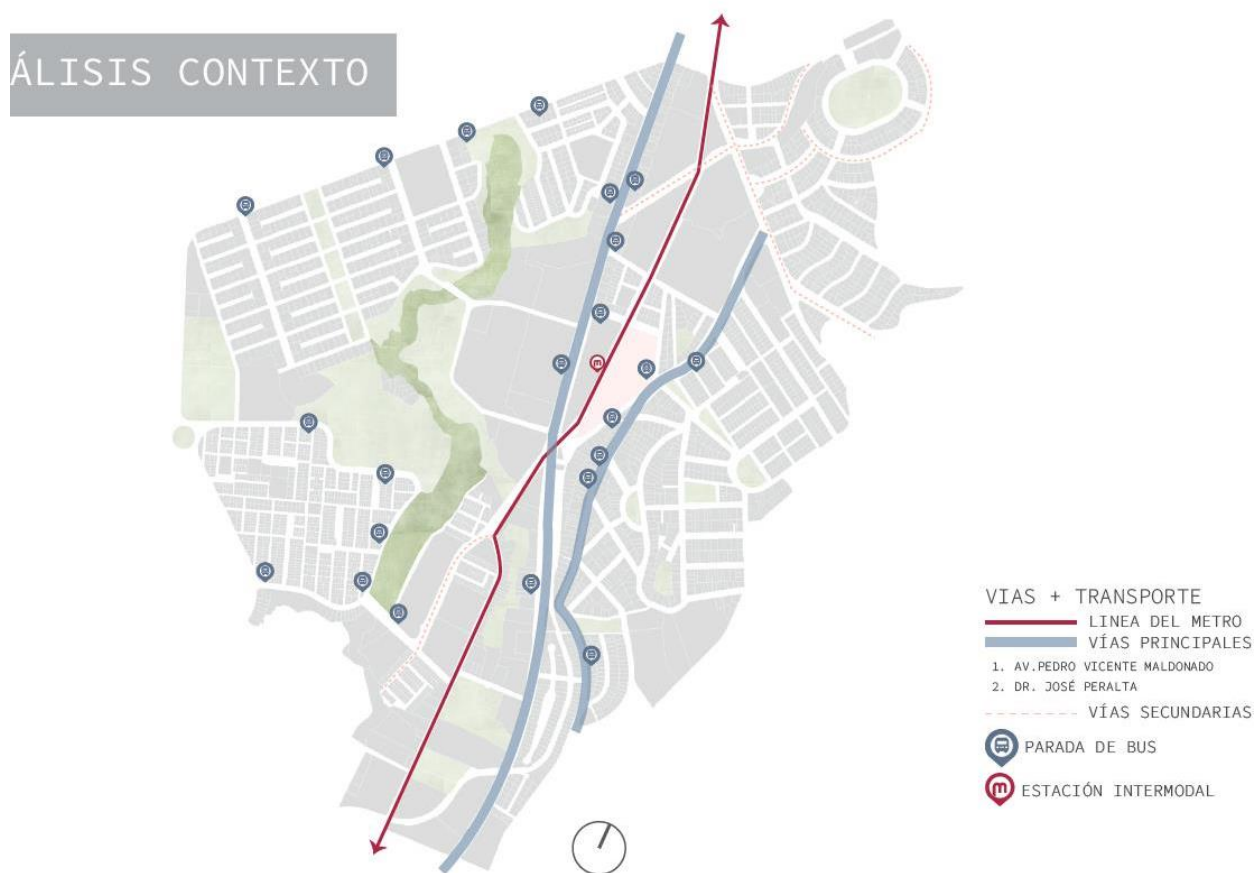 ÁLISIS CONTEXTO
m
VIAS + TRANSPORTE
LINEA DEL METRO
VÍAS PRINCIPALES
1. AV.PEDRO VICENTE MALDONADO
2. DR. JOSÉ PERALTA
VÍAS SECUNDARIAS
PARADA DE BUS
m ESTACIÓN INTERMODAL